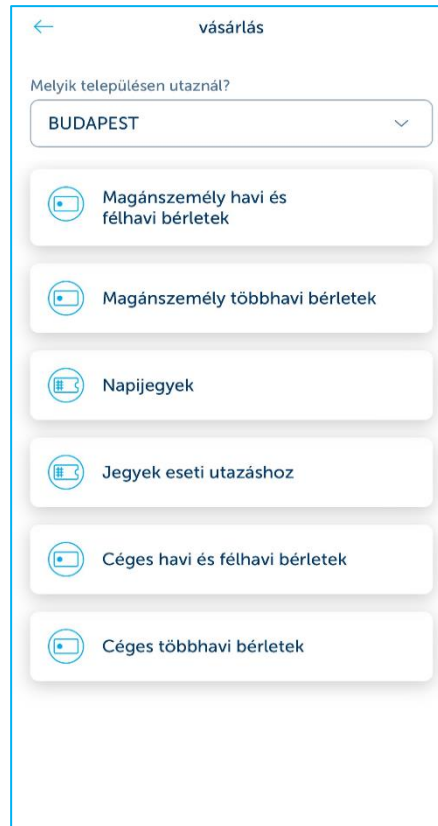 vásárlás
Melyik településen utaznál?
BUDAPEST
Magánszemély havi és
félhavi bérletek
Magánszemély többhavi bérletek
Napijegyek
Jegyek eseti utazáshoz
Céges havi és félhavi bérletek
Céges többhavi bérletek